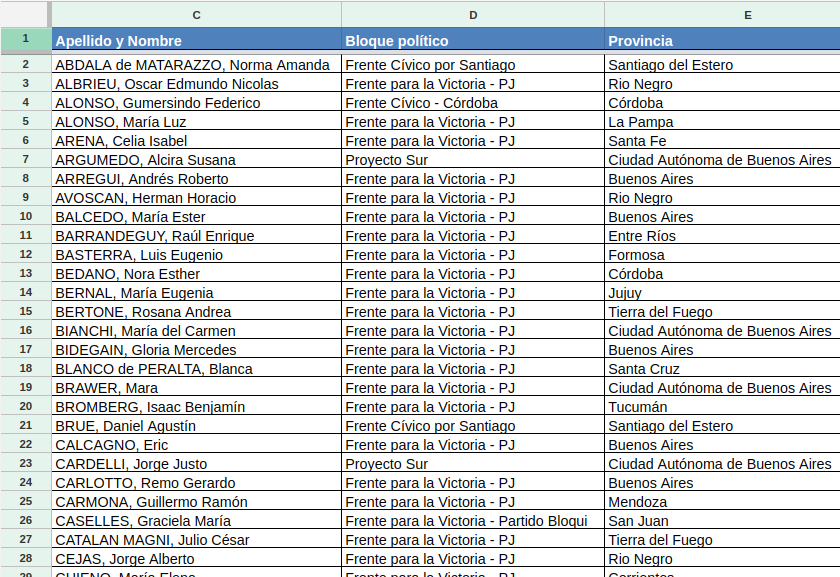 C D E
1 Apellido y Nombre Bloque político Provincia
2 ABDALA de MATARAZZO, Norma Amanda Frente Cívico por Santiago Santiago del Estero
3 ALBRIEU, Oscar Edmundo Nicolas Frente para la Victoria - PJ Rio Negro
4 ALONSO, Gumersindo Federico Frente Cívico - Córdoba Córdoba
5 ALONSO, María Luz Frente para la Victoria - PJ La Pampa
6 ARENA, Celia Isabel Frente para la Victoria - PJ Santa Fe
7 ARGUMEDO, Alcira Susana Proyecto Sur Ciudad Autónoma de Buenos Aires
8 ARREGUI, Andrés Roberto Frente para la Victoria - PJ Buenos Aires
9 AVOSCAN, Herman Horacio Frente para la Victoria - PJ Rio Negro
10 BALCEDO, María Ester Frente para la Victoria - PJ Buenos Aires
11 BARRANDEGUY, Raúl Enrique Frente para la Victoria - PJ Entre Ríos
12 BASTERRA, Luis Eugenio Frente para la Victoria - PJ Formosa
13 BEDANO, Nora Esther Frente para la Victoria - PJ Córdoba
14 BERNAL, María Eugenia Frente para la Victoria - PJ Jujuy
15 BERTONE, Rosana Andrea Frente para la Victoria - PJ Tierra del Fuego
16 BIANCHI, María del Carmen Frente para la Victoria - PJ Ciudad Autónoma de Buenos Aires
17 BIDEGAIN, Gloria Mercedes Frente para la Victoria - PJ Buenos Aires
18 BLANCO de PERALTA, Blanca Frente para la Victoria - PJ Santa Cruz
19 BRAWER, Mara Frente para la Victoria - PJ Ciudad Autónoma de Buenos Aires
20 BROMBERG, Isaac Benjamín Frente para la Victoria - PJ Tucumán
21 BRUE, Daniel Agustín Frente Cívico por Santiago Santiago del Estero
22 CALCAGNO, Eric Frente para la Victoria - PJ Buenos Aires
23 CARDELLI, Jorge Justo Proyecto Sur Ciudad Autónoma de Buenos Aires
24 CARLOTTO, Remo Gerardo Frente para la Victoria - PJ Buenos Aires
25 CARMONA, Guillermo Ramón Frente para la Victoria - PJ Mendoza
26 CASELLES, Graciela María Frente para la Victoria - Partido Bloqui San Juan
27 CATALAN MAGNI, Julio César Frente para la Victoria - PJ Tierra del Fuego
28 CEJAS, Jorge Alberto Frente para la Victoria - PJ Rio Negro
29 CHIENO, María Elena Frente para la Victoria - PJ Corrientes